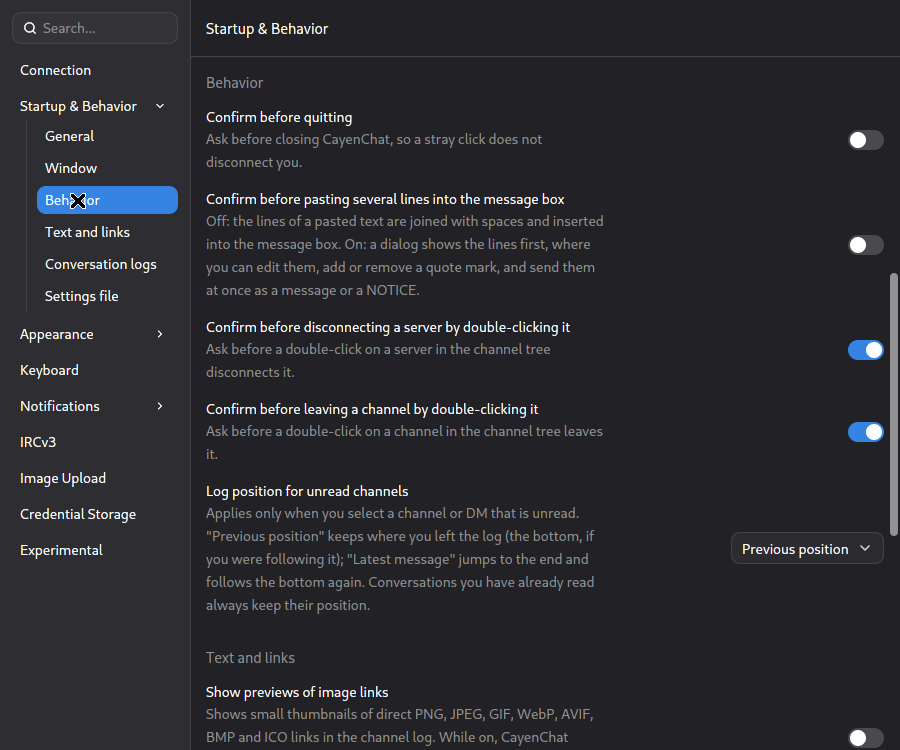 Search...
Connection
Startup & Behavior
General
Window
Behavior
Text and links
Conversation logs
Settings file
Appearance
Keyboard
Notifications
IRCv3
Image Upload
Credential Storage
Experimental
Startup & Behavior
Behavior
Confirm before quitting
Ask before closing CayenChat, so a stray click does not
disconnect you.
Confirm before pasting several lines into the message box
Off: the lines of a pasted text are joined with spaces and inserted
into the message box. On: a dialog shows the lines first, where
you can edit them, add or remove a quote mark, and send them
at once as a message or a NOTICE.
Confirm before disconnecting a server by double-clicking it
Ask before a double-click on a server in the channel tree
disconnects it.
Confirm before leaving a channel by double-clicking it
Ask before a double-click on a channel in the channel tree leaves
it.
Log position for unread channels
Applies only when you select a channel or DM that is unread.
"Previous position" keeps where you left the log (the bottom, if
you were following it); "Latest message" jumps to the end and
follows the bottom again. Conversations you have already read
always keep their position.
Previous position
Text and links
Show previews of image links
Shows small thumbnails of direct PNG, JPEG, GIF, WebP, AVIF,
BMP and ICO links in the channel log. While on, CayenChat